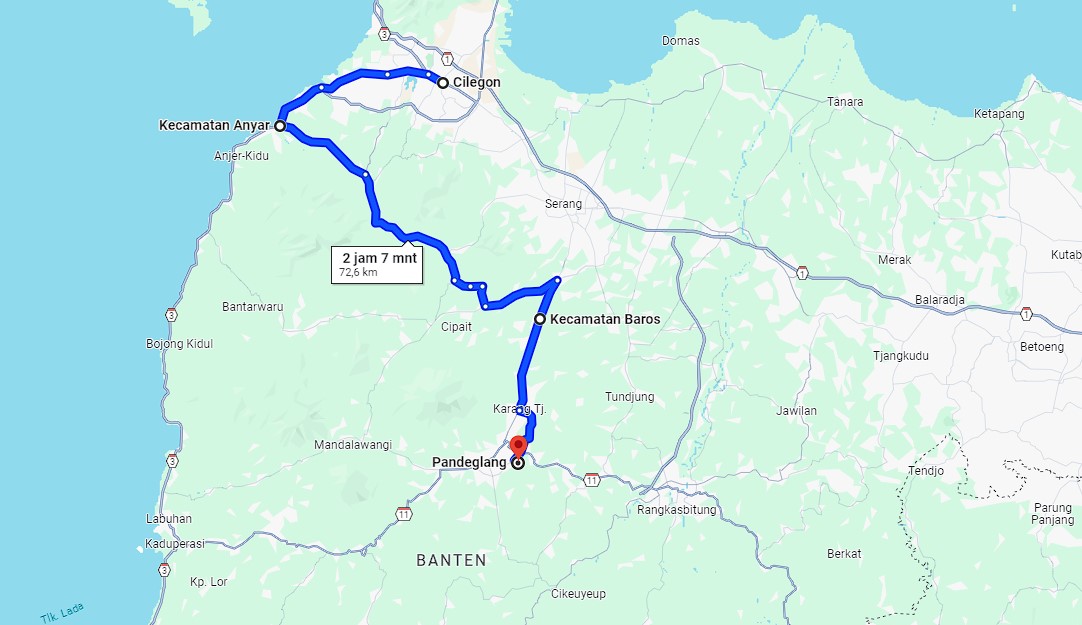 Domas
3
1
Cilegon
Tanara
Ketapang
Kecamatan Anyar
Anjer-Kidu
Serang
2 jam 7 mnt
72,6 km
Merak
Kutab
1
Balaradja
1
Bantarwaru
3
Kecamatan Baros
Cipait
Bojong Kidul
Betoeng
Tjangkudu
Tundjung
Karang Tj.
Jawilan
Mandalawangi
3
Pandeglang
Tendjo
11
11
Rangkasbitung
Parung
Panjang
Labuhan
Kaduperasi
BANTEN
Berkat
3
Kp. Lor
Cikeuyeup
Tlk. Lada